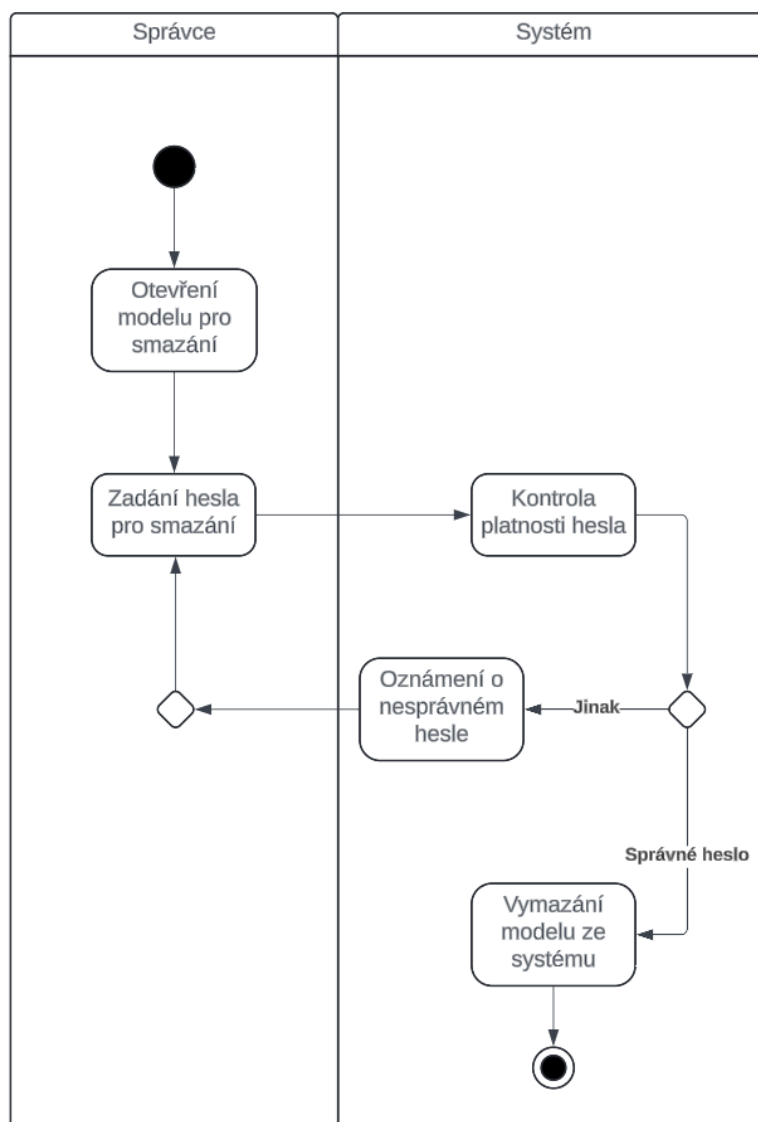 Správce
Systém
Otevření
modelu pro
smazání
Zadání hesla
pro smazání
Kontrola
platnosti hesla
Oznámení o
nesprávném
hesle
Jinak
Správné heslo
Vymazání
modelu ze
systému